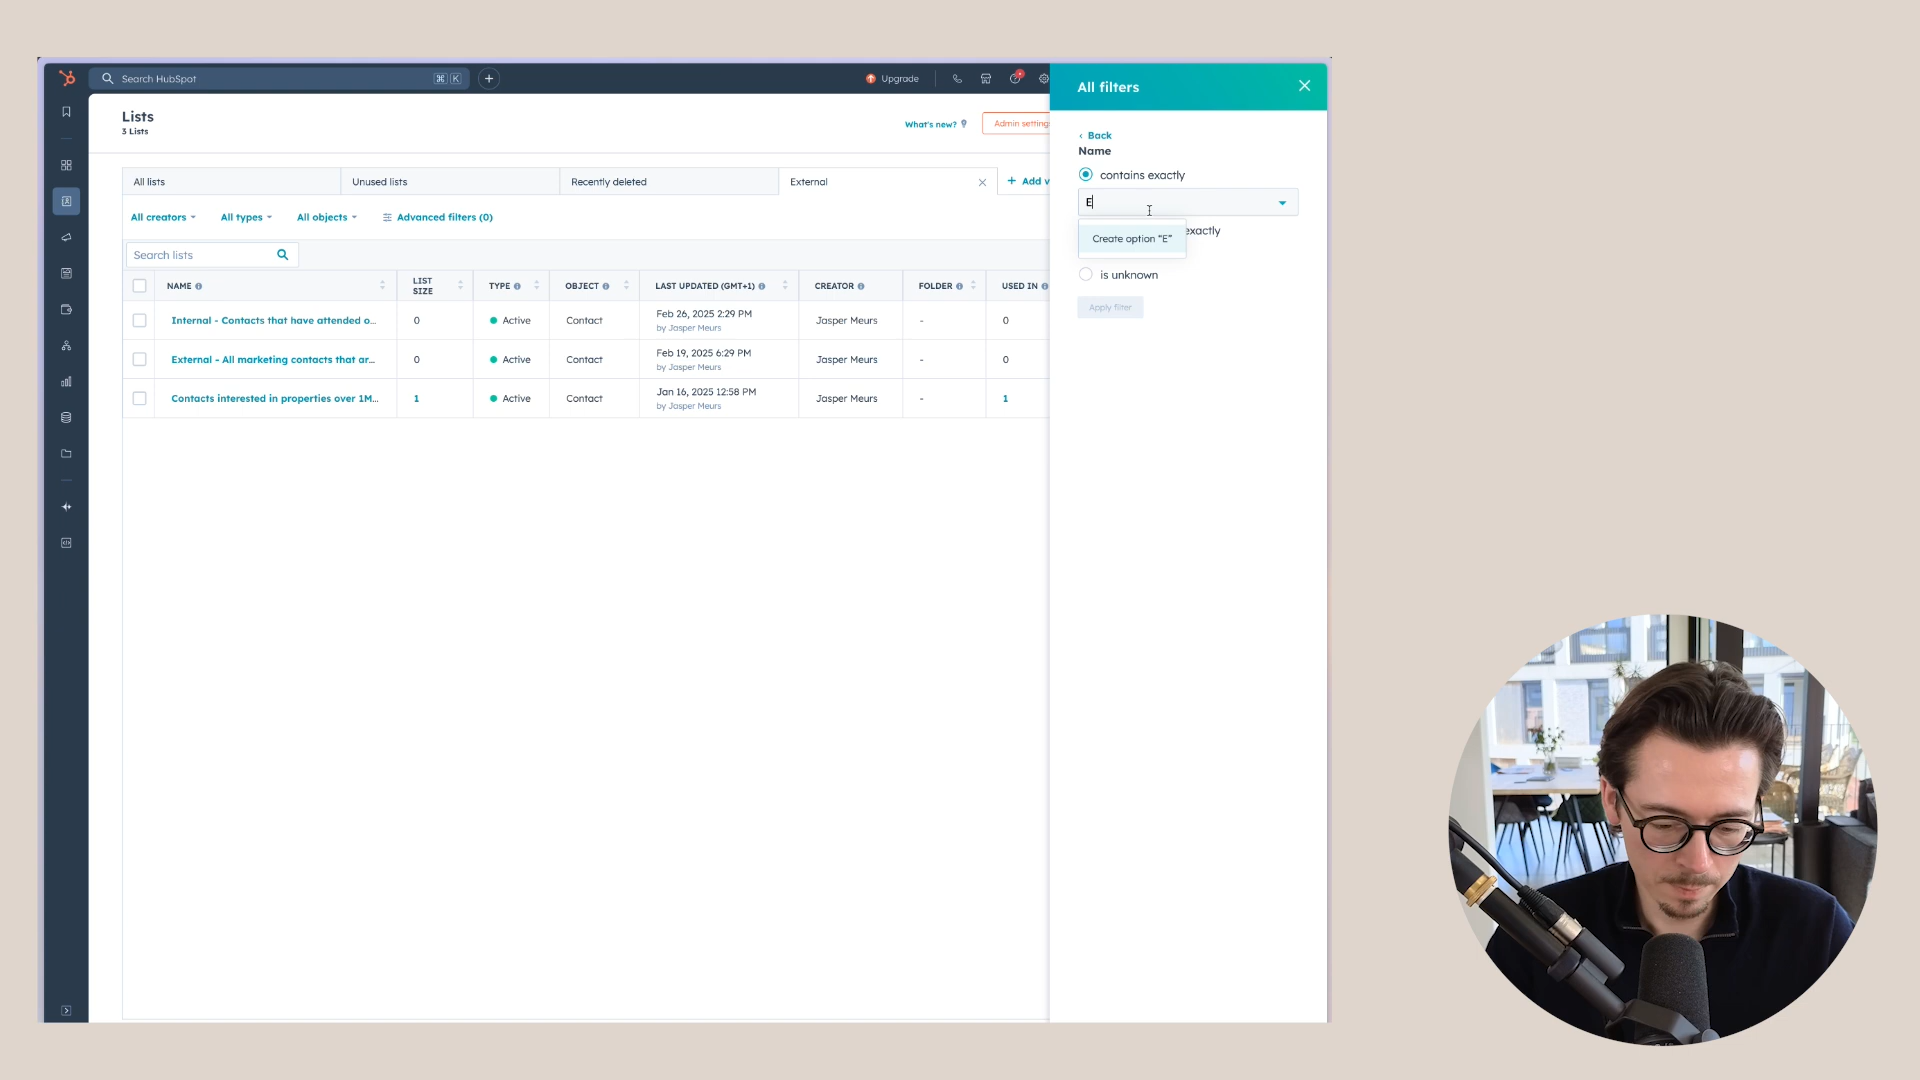 Search HubSpot
⌘ K
Upgrade
All filters
Lists
3 Lists
What's new?
Admin setting
‹ Back
Name
contains exactly
E
Create option "E"
exactly
is unknown
Apply filter
All lists
Unused lists
Recently deleted
External
+ Add v
All creators
All types
All objects
Advanced filters (0)
Search lists
NAME
LIST SIZE
TYPE
OBJECT
LAST UPDATED (GMT+1)
CREATOR
FOLDER
USED IN
Internal - Contacts that have attended o...
0
Active
Contact
Feb 26, 2025 2:29 PM
by Jasper Meurs
Jasper Meurs
-
0
External - All marketing contacts that ar...
0
Active
Contact
Feb 19, 2025 6:29 PM
by Jasper Meurs
Jasper Meurs
-
0
Contacts interested in properties over 1M...
1
Active
Contact
Jan 16, 2025 12:58 PM
by Jasper Meurs
Jasper Meurs
-
1